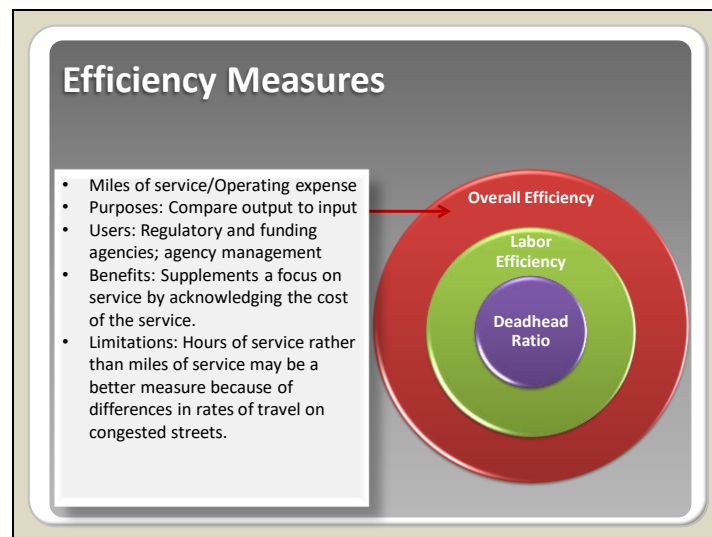 Efficiency Measures
• Miles of service/Operating expense
• Purposes: Compare output to input
• Users: Regulatory and funding
agencies; agency management
• Benefits: Supplements a focus on
service by acknowledging the cost
of the service.
• Limitations: Hours of service rather
than miles of service may be a
better measure because of
differences in rates of travel on
congested streets.
Overall Efficiency
Labor
Efficiency
Deadhead
Ratio